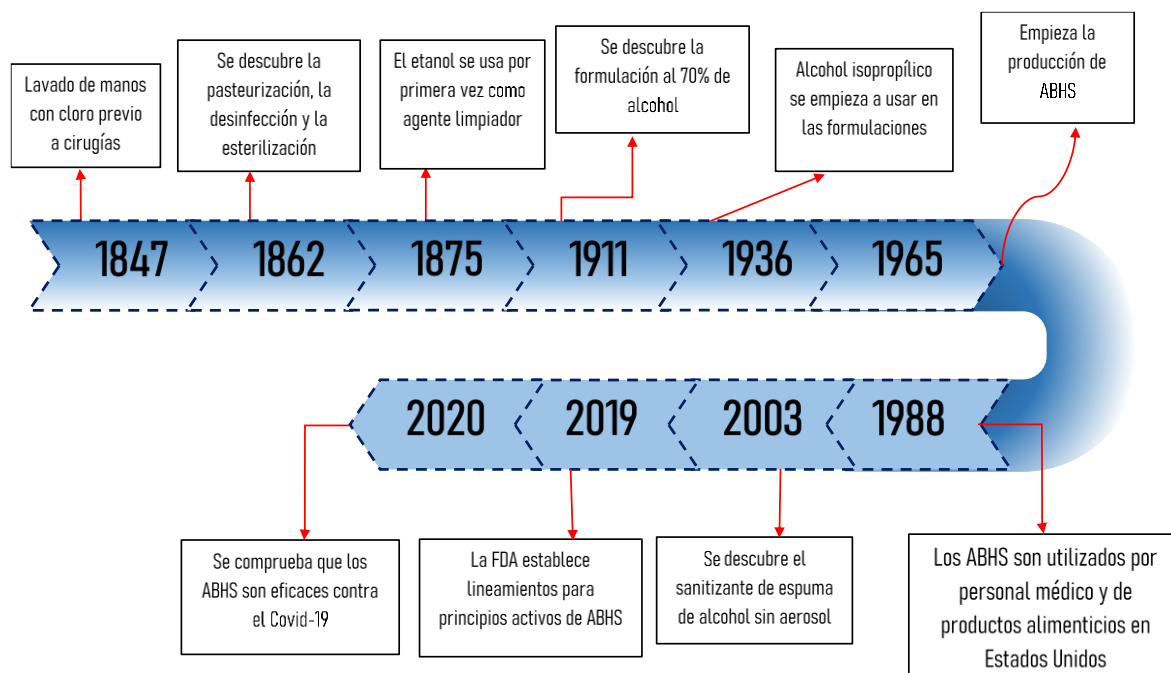 Lavado de manos
con cloro previo
a cirugías
Se descubre la
pasteurización, la
desinfección y la
esterilización
El etanol se usa por
primera vez como
agente limpiador
Se descubre la
formulación al 70% de
alcohol
Alcohol isopropílico
se empieza a usar en
las formulaciones
Empieza la
producción de
ABHS
1847
1862
1875
1911
1936
1965
2020
2019
2003
1988
Se comprueba que los
ABHS son eficaces contra
el Covid-19
La FDA establece
lineamientos para
principios activos de ABHS
Se descubre el
sanitizante de espuma
de alcohol sin aerosol
Los ABHS son utilizados por
personal médico y de
productos alimenticios en
Estados Unidos